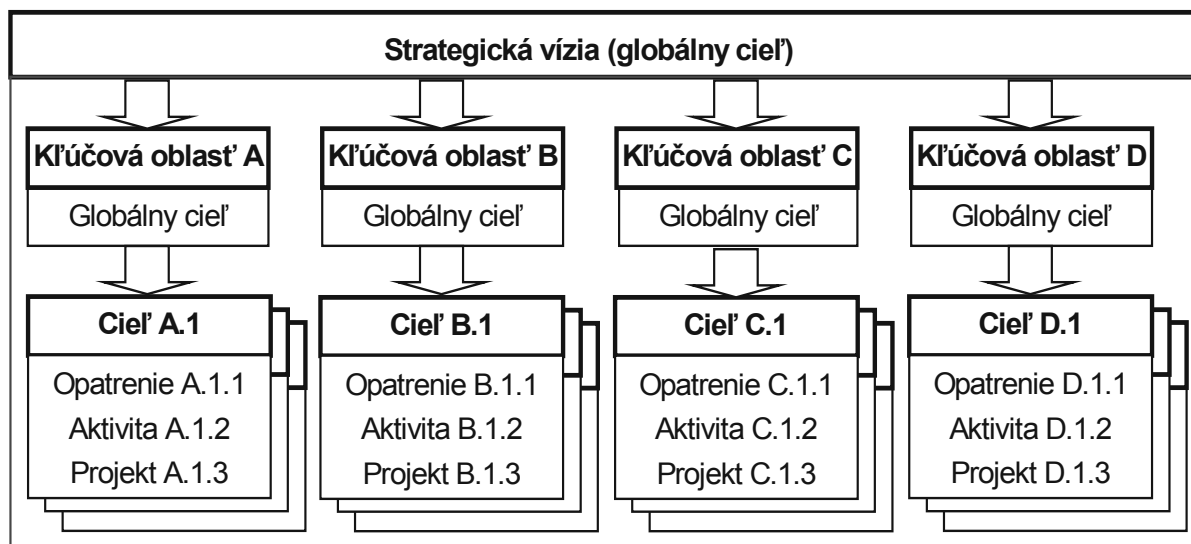 Strategická vízia (globálny cieľ)
Kľúčová oblasť A
Kľúčová oblasť B
Kľúčová oblasť C
Kľúčová oblasť D
Globálny cieľ
Globálny cieľ
Globálny cieľ
Globálny cieľ
Cieľ A.1
Cieľ B.1
Cieľ C.1
Cieľ D.1
Opatrenie A.1.1
Aktivita A.1.2
Projekt A.1.3
Opatrenie B.1.1
Aktivita B.1.2
Projekt B.1.3
Opatrenie C.1.1
Aktivita C.1.2
Projekt C.1.3
Opatrenie D.1.1
Aktivita D.1.2
Projekt D.1.3